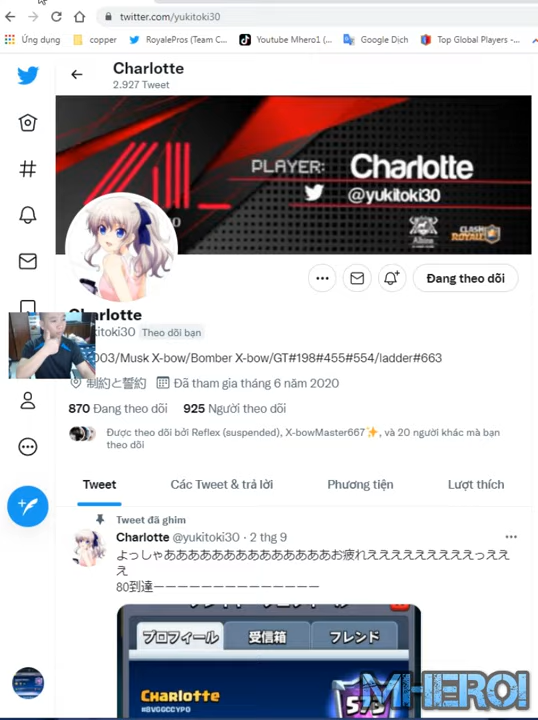 twitter.com/yukitoki30
Ứng dụng
copper
RoyalePros (Team C...
Youtube Mhero1 (...
Google Dịch
Top Global Players -...
Charlotte
2.927 Tweet
PLAYER: Charlotte
@yukitoki30
Alliance
CLASH ROYALE
Đang theo dõi
Charlotte
kitoki30 Theo dõi bạn
003/Musk X-bow/Bomber X-bow/GT#198#455#554/ladder#663
制約と誓約 Đã tham gia tháng 6 năm 2020
870 Đang theo dõi 925 Người theo dõi
Được theo dõi bởi Reflex (suspended), X-bowMaster667✨, và 20 người khác mà bạn
theo dõi
Tweet
Các Tweet & trả lời
Phương tiện
Lượt thích
Tweet đã ghim
Charlotte @yukitoki30 · 2 thg 9
よっしゃああああああああああああああお疲れえええええええええっええ
え
80到達ーーーーーーーーーーーーーー
プロフィール
受信箱
フレンド
Charlotte
MHERO1